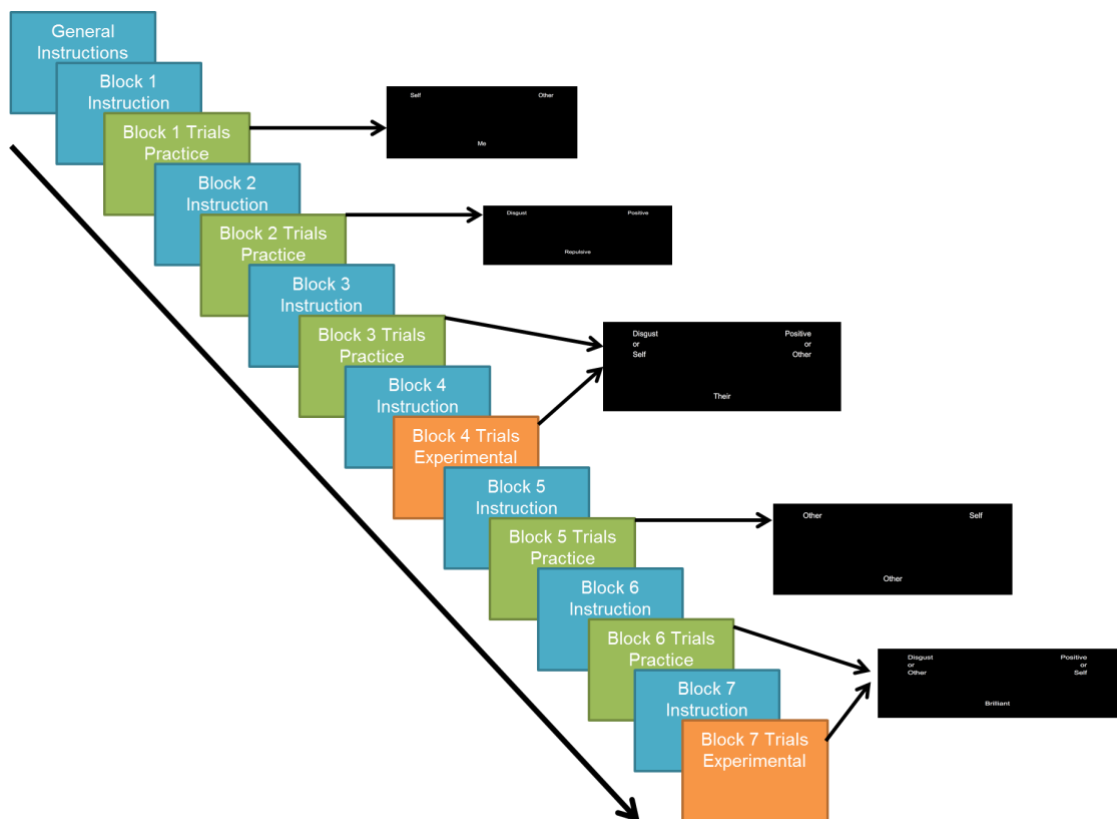 General
Instructions
Block 1
Instruction
Block 1 Trials
Practice
Self Other
Me
Block 2
Instruction
Block 2 Trials
Practice
Disgust Positive
Repulsive
Block 3
Instruction
Block 3 Trials
Practice
Disgust Positive
or or
Self Other
Their
Block 4
Instruction
Block 4 Trials
Experimental
Block 5
Instruction
Block 5 Trials
Practice
Other Self
Other
Block 6
Instruction
Block 6 Trials
Practice
Disgust Positive
or or
Other Self
Brilliant
Block 7
Instruction
Block 7 Trials
Experimental